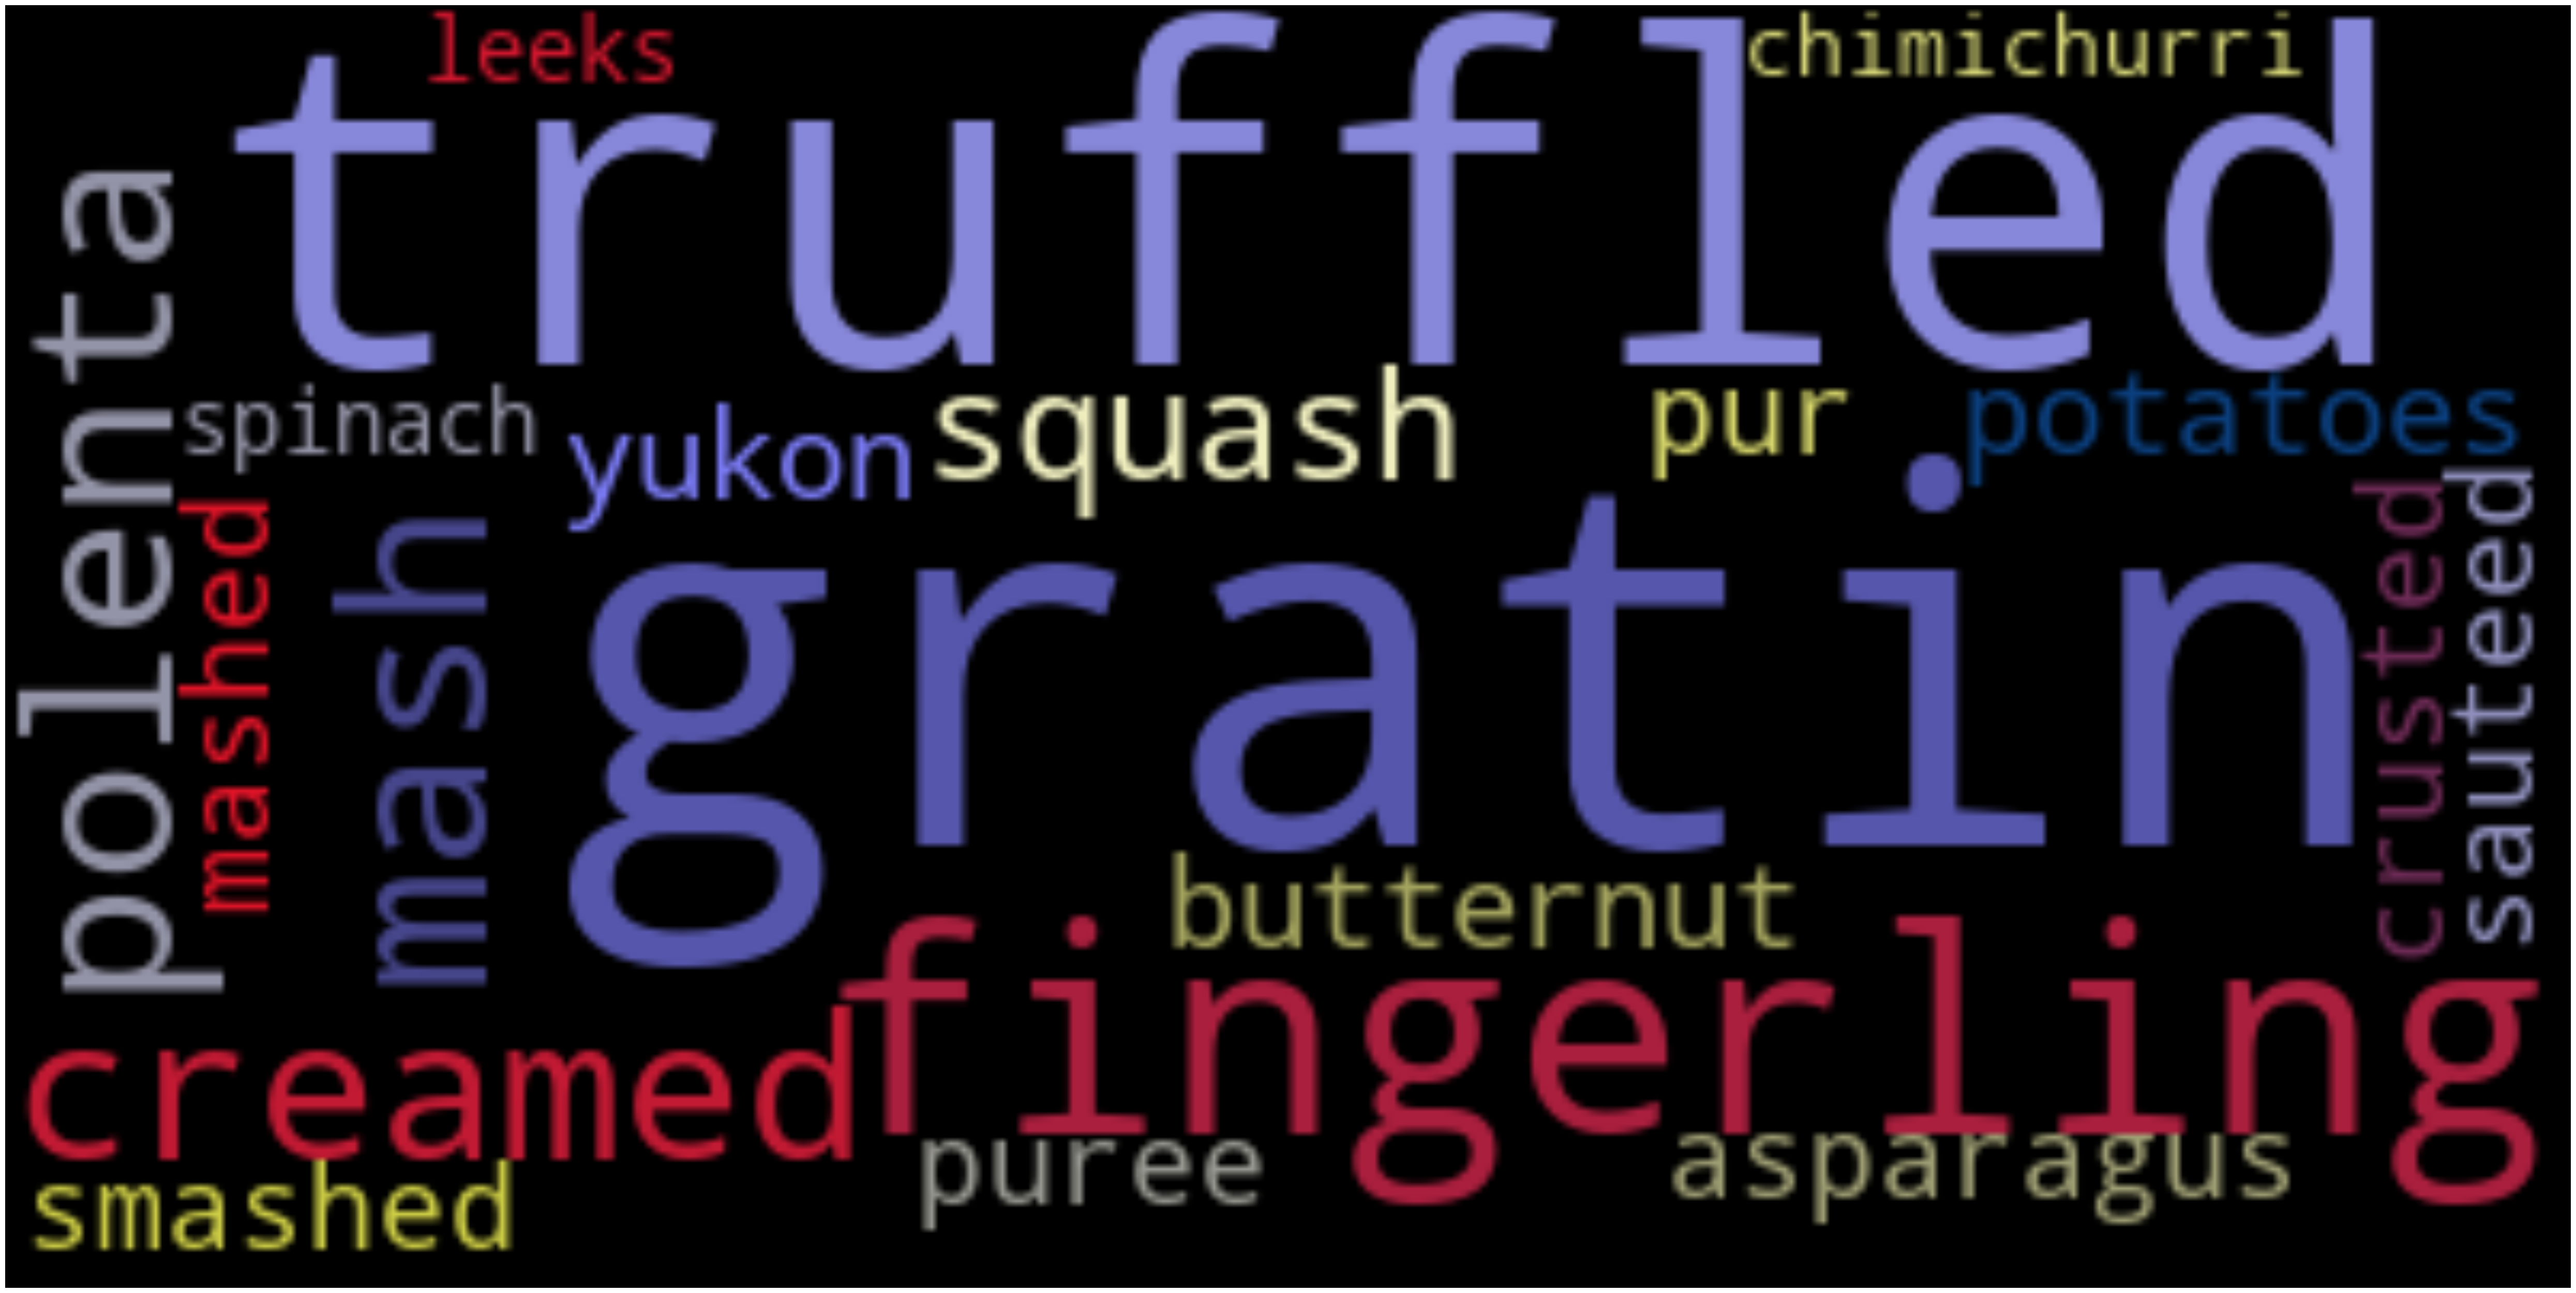 leeks
chimichurri
truffled
polenta
spinach
yukon
squash
pur
potatoes
mashed
mash
gratin
crusted
sauteed
butternut
fingerling
creamed
puree
asparagus
smashed